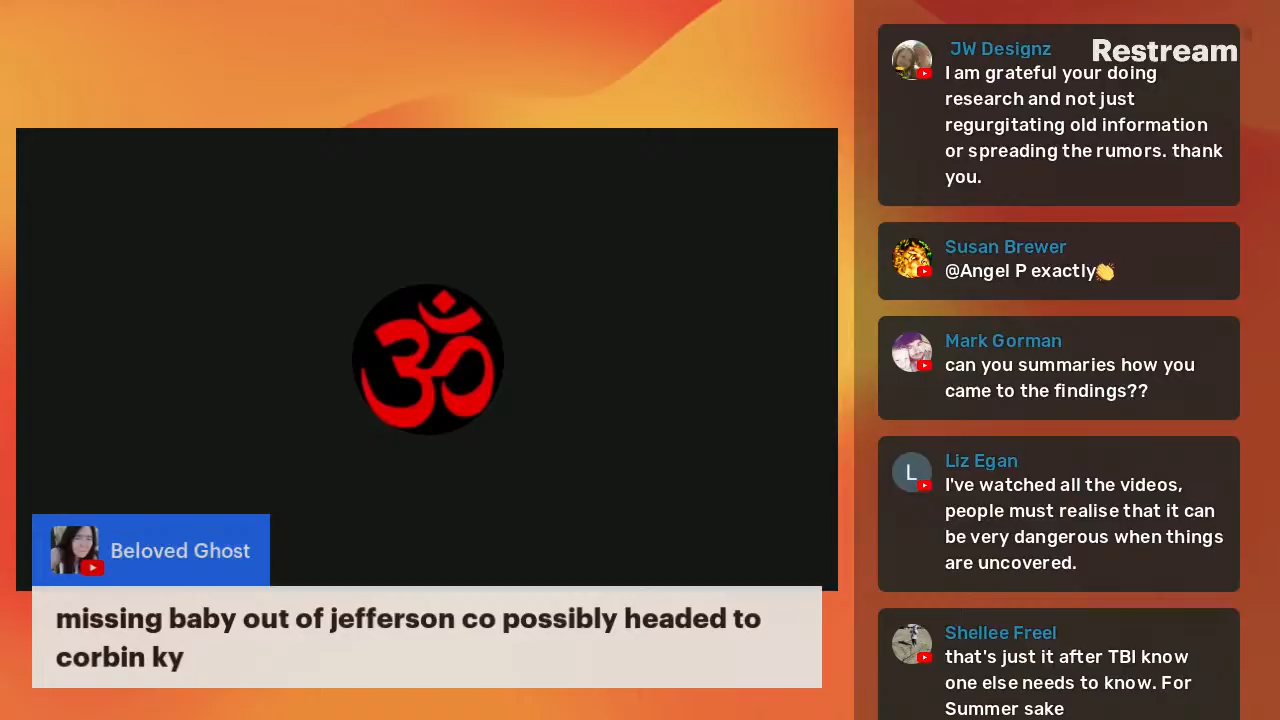 JW Designz
Restream
I am grateful your doing
research and not just
regurgitating old information
or spreading the rumors. thank
you.
Susan Brewer
@Angel P exactly👏
Mark Gorman
can you summaries how you
came to the findings??
L
Liz Egan
I've watched all the videos,
people must realise that it can
be very dangerous when things
are uncovered.
Shellee Freel
that's just it after TBI know
one else needs to know. For
Summer sake
ॐ
Beloved Ghost
missing baby out of jefferson co possibly headed to
corbin ky